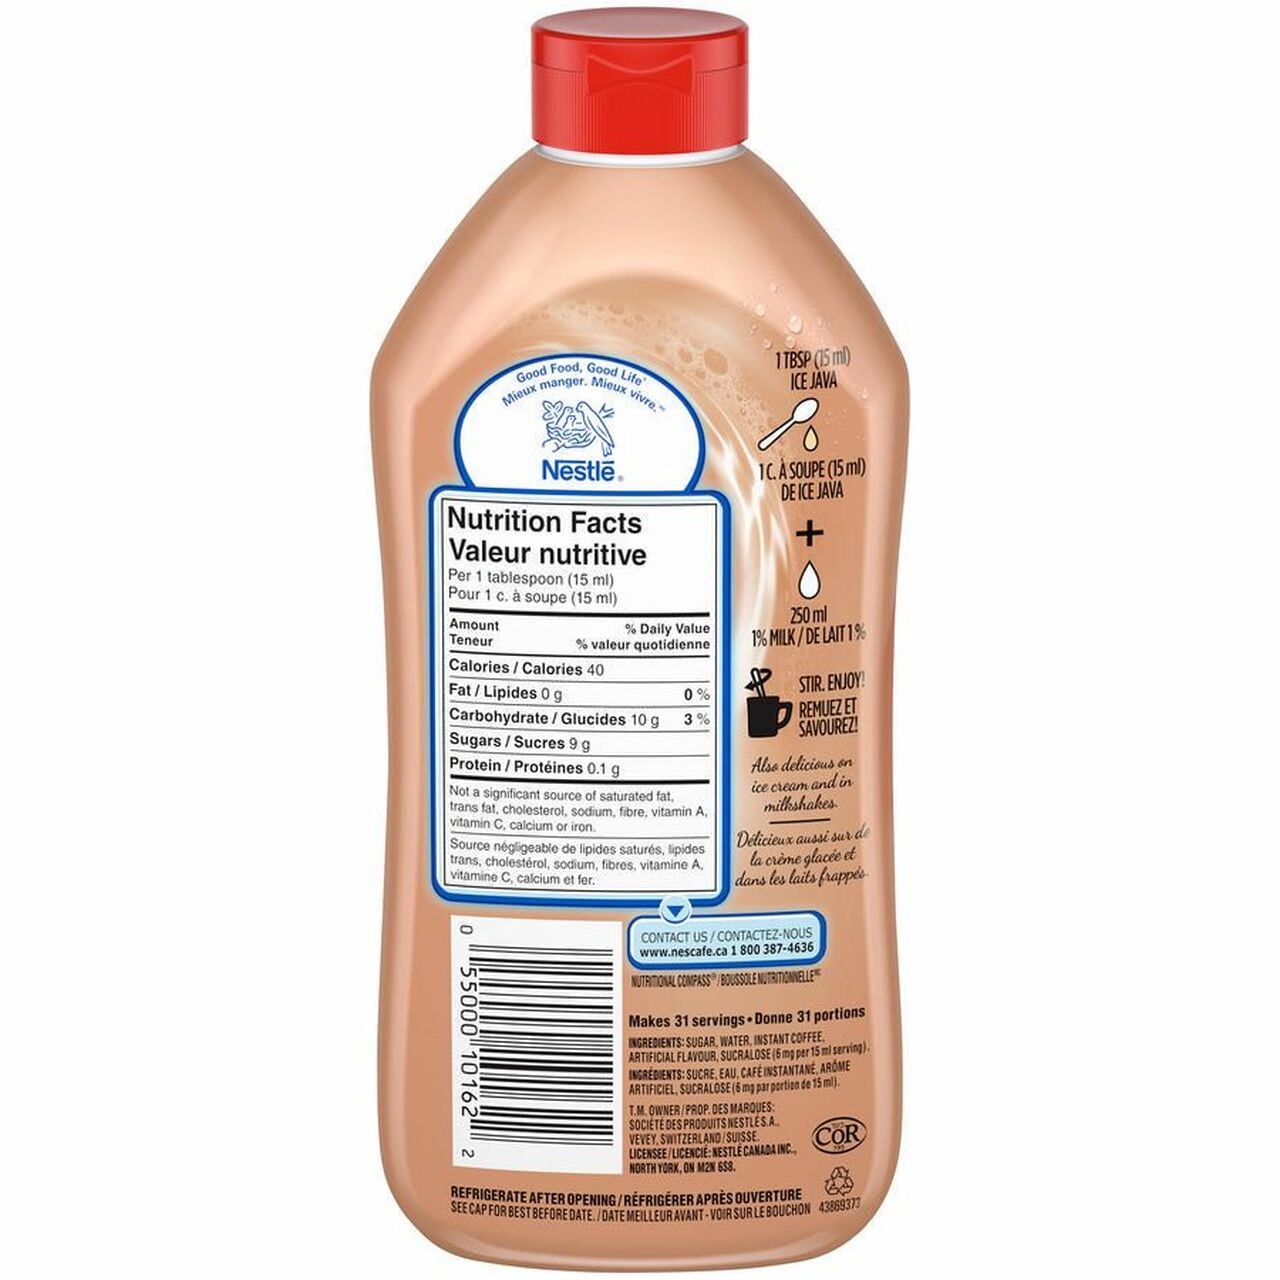 Good Food, Good Life
Mieux manger. Mieux vivre.
Nestlé
Nutrition Facts
Valeur nutritive
Per 1 tablespoon (15 ml)
Pour 1 c. à soupe (15 ml)
Amount % Daily Value
Teneur % valeur quotidienne
Calories / Calories 40
Fat / Lipides 0 g 0 %
Carbohydrate / Glucides 10 g 3 %
Sugars / Sucres 9 g
Protein / Protéines 0.1 g
Not a significant source of saturated fat,
trans fat, cholesterol, sodium, fibre, vitamin A,
vitamin C, calcium or iron.
Source négligeable de lipides saturés, lipides
trans, cholestérol, sodium, fibres, vitamine A,
vitamine C, calcium et fer.
1 TBSP (15 ml)
ICE JAVA
1 C. À SOUPE (15 ml)
DE ICE JAVA
+
250 ml
1% MILK / DE LAIT 1 %
STIR. ENJOY!
REMUEZ ET
SAVOUREZ!
Also delicious on
ice cream and in
milkshakes.
Délicieux aussi sur de
la crème glacée et
dans les laits frappés.
CONTACT US / CONTACTEZ-NOUS
www.nescafe.ca 1 800 387-4636
NUTRITIONAL COMPASS® / BOUSSOLE NUTRITIONNELLE MC
0 55000 10162 2
Makes 31 servings • Donne 31 portions
INGREDIENTS: SUGAR, WATER, INSTANT COFFEE,
ARTIFICIAL FLAVOUR, SUCRALOSE (6 mg per 15 ml serving).
INGRÉDIENTS: SUCRE, EAU, CAFÉ INSTANTANÉ, ARÔME
ARTIFICIEL, SUCRALOSE (6 mg par portion de 15 ml).
T.M. OWNER / PROP. DES MARQUES:
SOCIÉTÉ DES PRODUITS NESTLÉ S.A.,
VEVEY, SWITZERLAND / SUISSE.
LICENSEE / LICENCIÉ: NESTLÉ CANADA INC.,
NORTH YORK, ON M2N 6S8.
COR
43869373
REFRIGERATE AFTER OPENING / RÉFRIGÉRER APRÈS OUVERTURE
SEE CAP FOR BEST BEFORE DATE. / DATE MEILLEUR AVANT - VOIR SUR LE BOUCHON